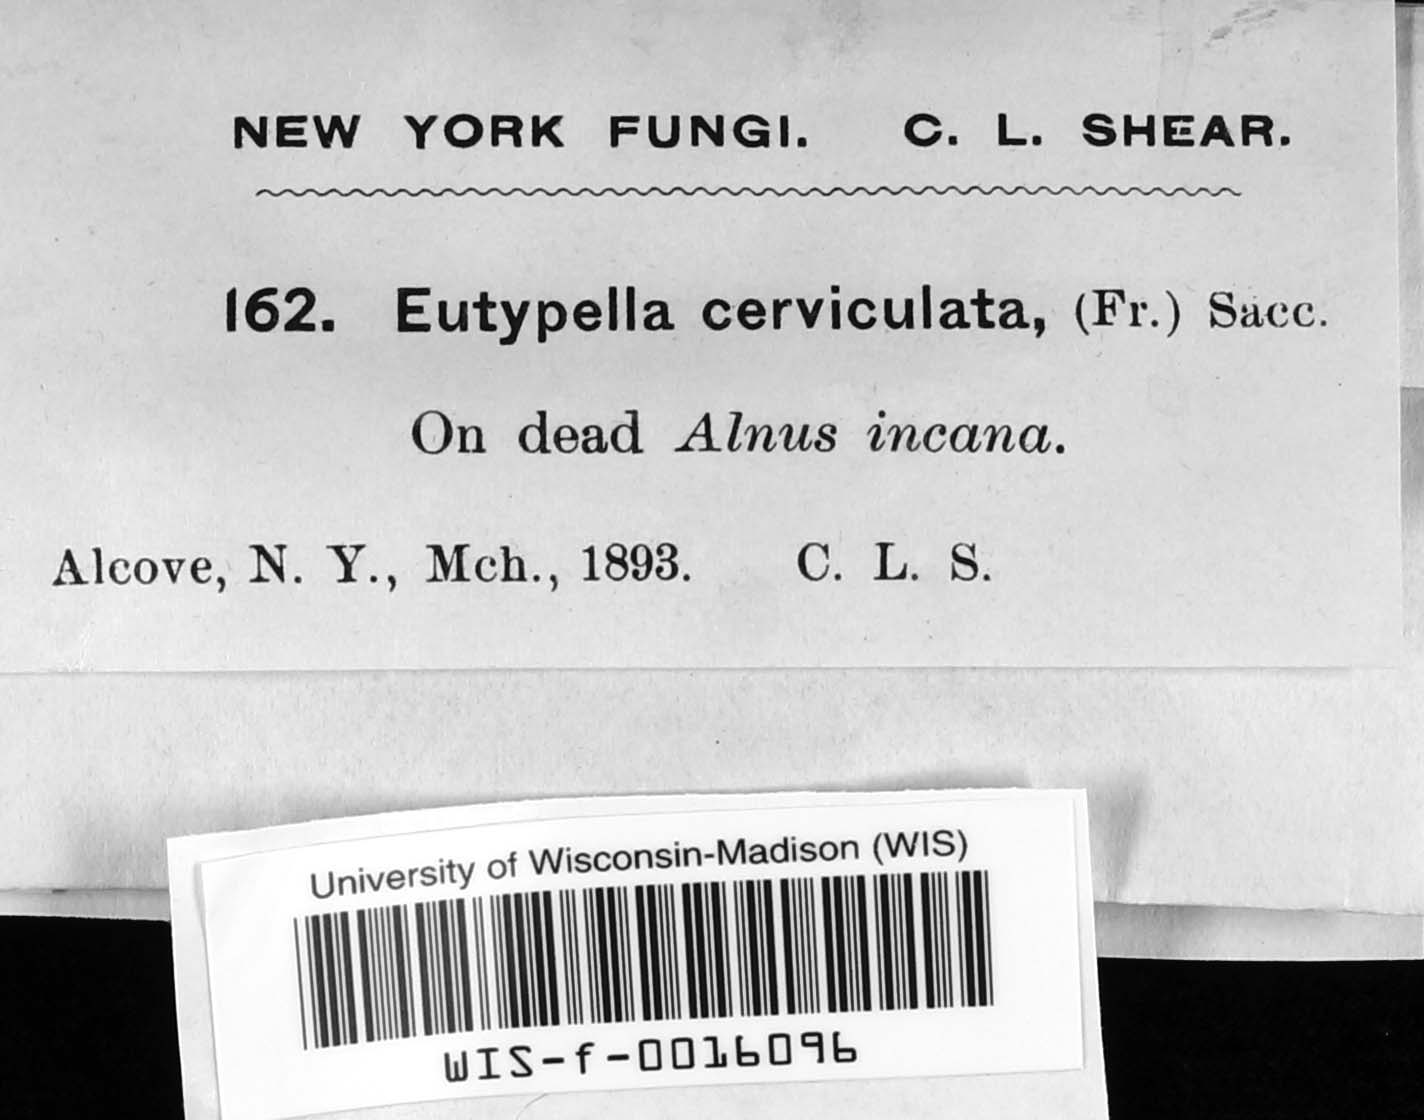 NEW YORK FUNGI. C. L. SHEAR.
162. Eutypella cerviculata, (Fr.) Sacc.
On dead Alnus incana.
Alcove, N. Y., Mch., 1893. C. L. S.
University of Wisconsin-Madison (WIS)
WIS-f-0016096